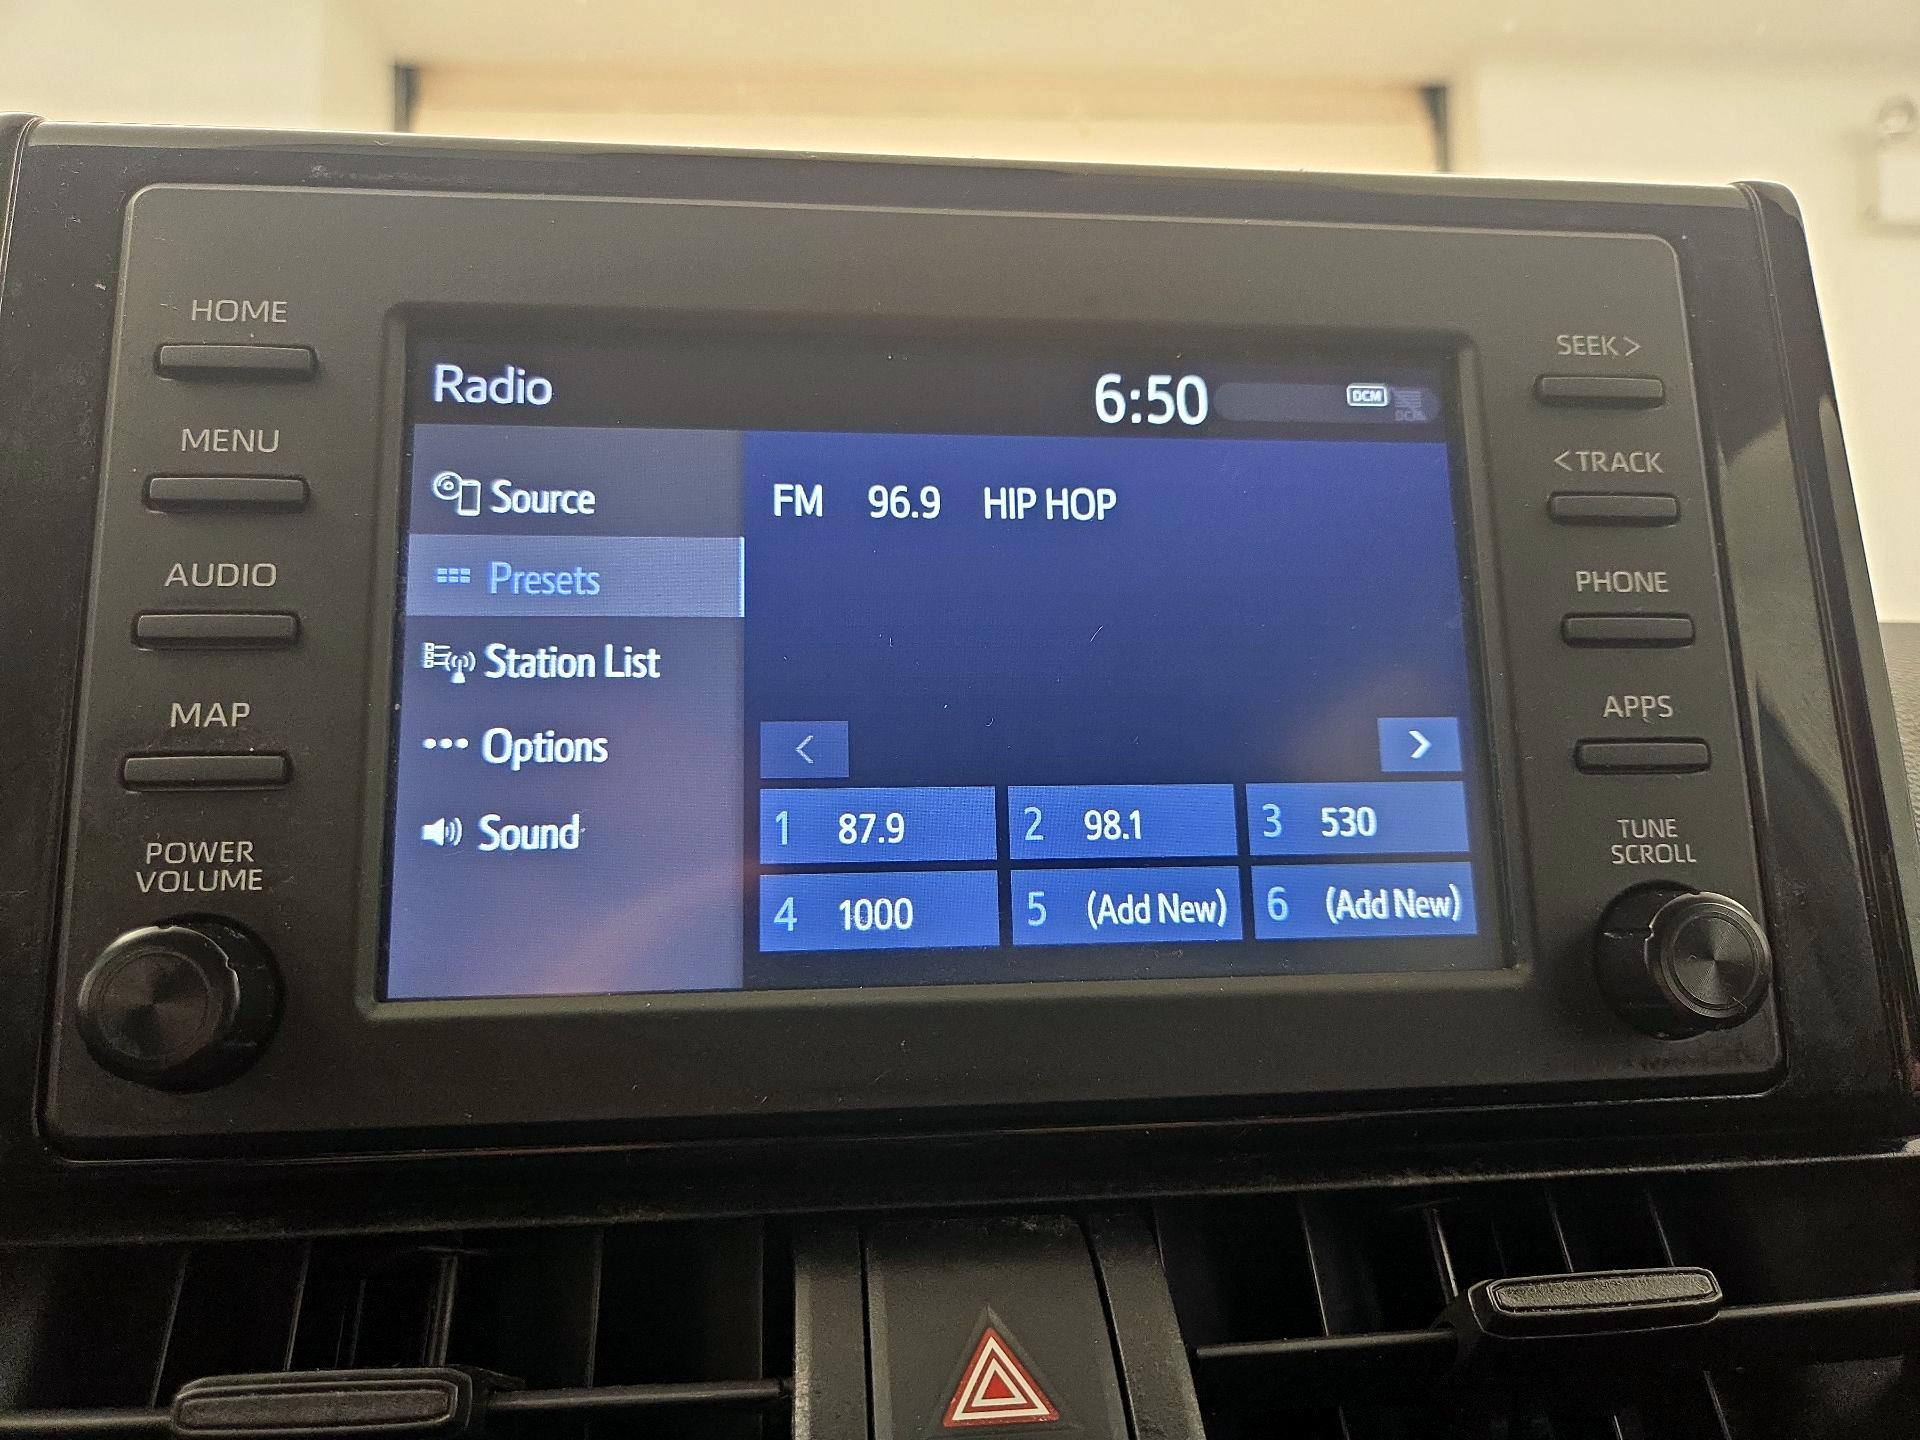 HOME
MENU
AUDIO
MAP
POWER
VOLUME
Radio
6:50
DCM
DCM
Source
Presets
Station List
Options
Sound
FM 96.9 HIP HOP
<
>
1 87.9
2 98.1
3 530
4 1000
5 (Add New)
6 (Add New)
SEEK >
< TRACK
PHONE
APPS
TUNE
SCROLL